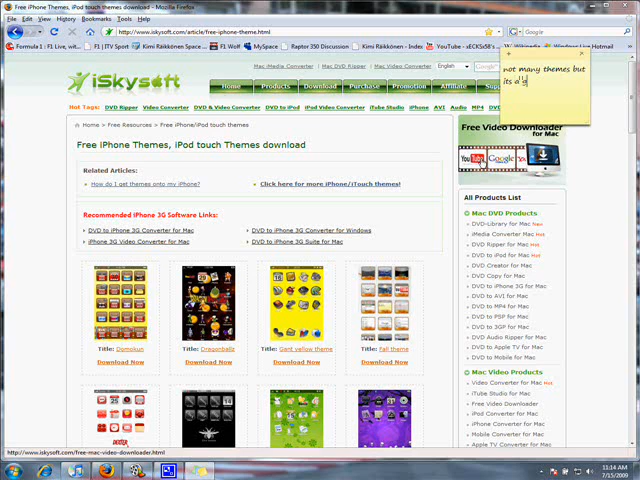 Free iPhone Themes, iPod touch Themes download - Mozilla Firefox
File Edit View History Bookmarks Tools Help
http://www.iskysoft.com/article/free-iphone-theme.html
Google
Formula 1 : F1 Live, wit...
F1 | ITV Sport
Kimi Räikkönen Space -...
F1 Wolf
MySpace
Raptor 350 Discussion...
Kimi Räikkönen - Login
YouTube - xECKSx58's...
Windows Live Hotmail
not many themes but
its a
iSkysoft
Mac iMedia Converter | Mac DVD Ripper | Mac Video Converter
English
Home Products Download Purchase Promotion Affiliate
Hot Tags: DVD Ripper Video Converter DVD & Video Converter DVD to iPod iPod Video Converter iTube Studio iPhone AVI Audio MP4
Home > Free Resources > Free iPhone/iPod touch themes
Free iPhone Themes, iPod touch Themes download
Related Articles:
How do I get themes onto my iPhone?
Click here for more iPhone/iTouch themes!
Recommended iPhone 3G Software Links:
DVD to iPhone 3G Converter for Mac
DVD to iPhone 3G Converter for Windows
iPhone 3G Video Converter for Mac
DVD to iPhone 3G Suite for Mac
Title: Domokun
Title: Dragonballz
Title: Gant yellow theme
Title: Fall theme
Download Now
Download Now
Download Now
Download Now
DEXTER
Free Video Downloader
for Mac
You Tube
Google
All Products List
Mac DVD Products
DVD-Library for Mac New
iMedia Converter Mac Hot
DVD Ripper for Mac Hot
DVD to iPod for Mac Hot
DVD Creator for Mac
DVD Copy for Mac
DVD to iPhone 3G for Mac
DVD to AVI for Mac
DVD to MP4 for Mac
DVD to PSP for Mac
DVD to 3GP for Mac
DVD Audio Ripper for Mac
DVD to Apple TV for Mac
DVD to Mobile for Mac
Mac Video Products
Video Converter for Mac Hot
iTube Studio for Mac
Free Video Downloader
iPod Converter for Mac
iPhone Converter for Mac
Mobile Converter for Mac
Apple TV Converter for Mac
http://www.iskysoft.com/free-mac-video-downloader.html
11:14 AM
7/15/2009